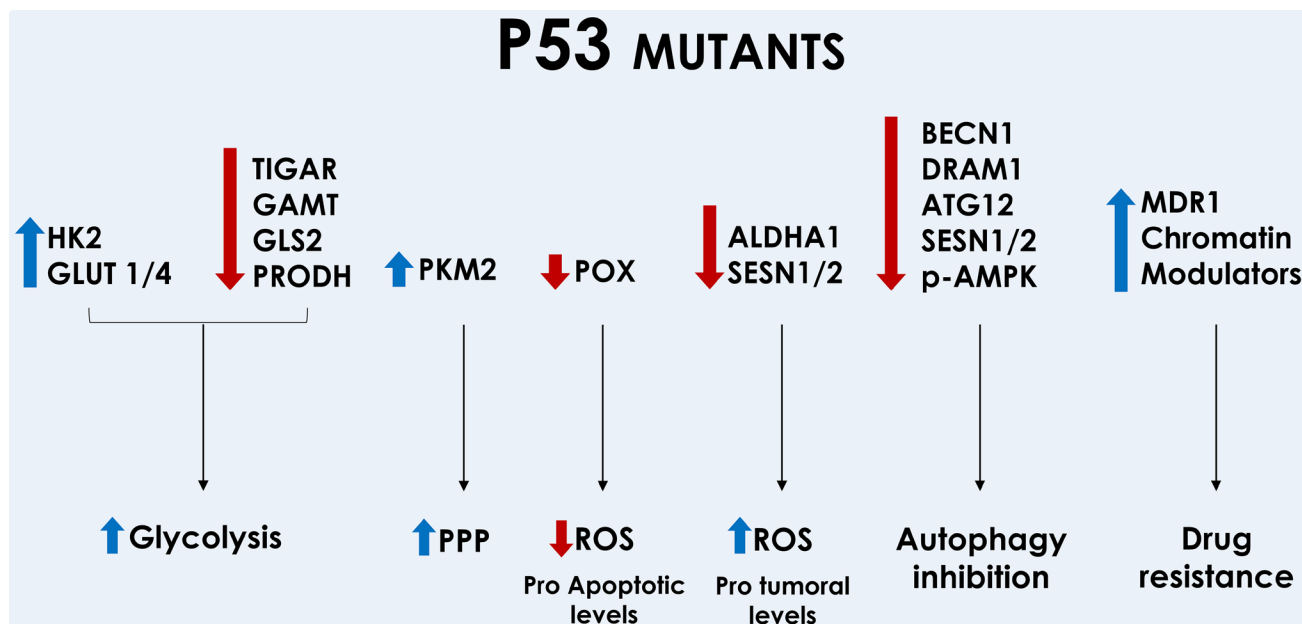 P53 MUTANTS
HK2
GLUT 1/4
TIGAR
GAMT
GLS2
PRODH
PKM2
POX
ALDHA1
SESN1/2
BECN1
DRAM1
ATG12
SESN1/2
p-AMPK
MDR1
Chromatin
Modulators
Glycolysis
PPP
ROS
Pro Apoptotic
levels
ROS
Pro tumoral
levels
Autophagy
inhibition
Drug
resistance